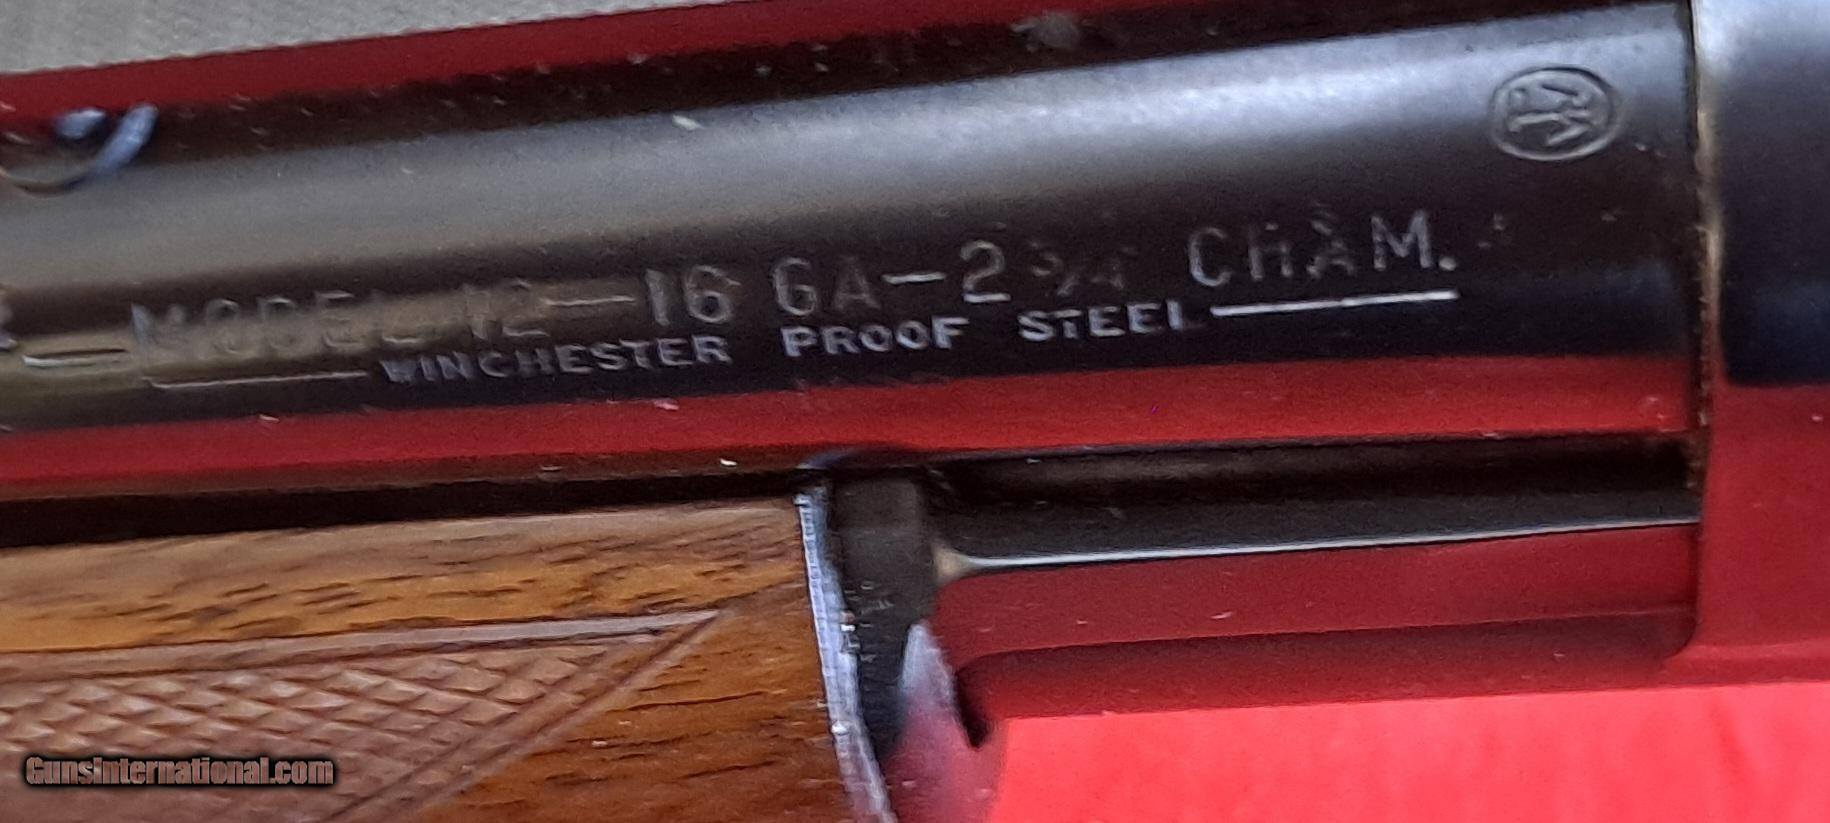 MODEL 12—16 GA—2 3/4 CHAM.
WINCHESTER PROOF STEEL
GunsInternational.com